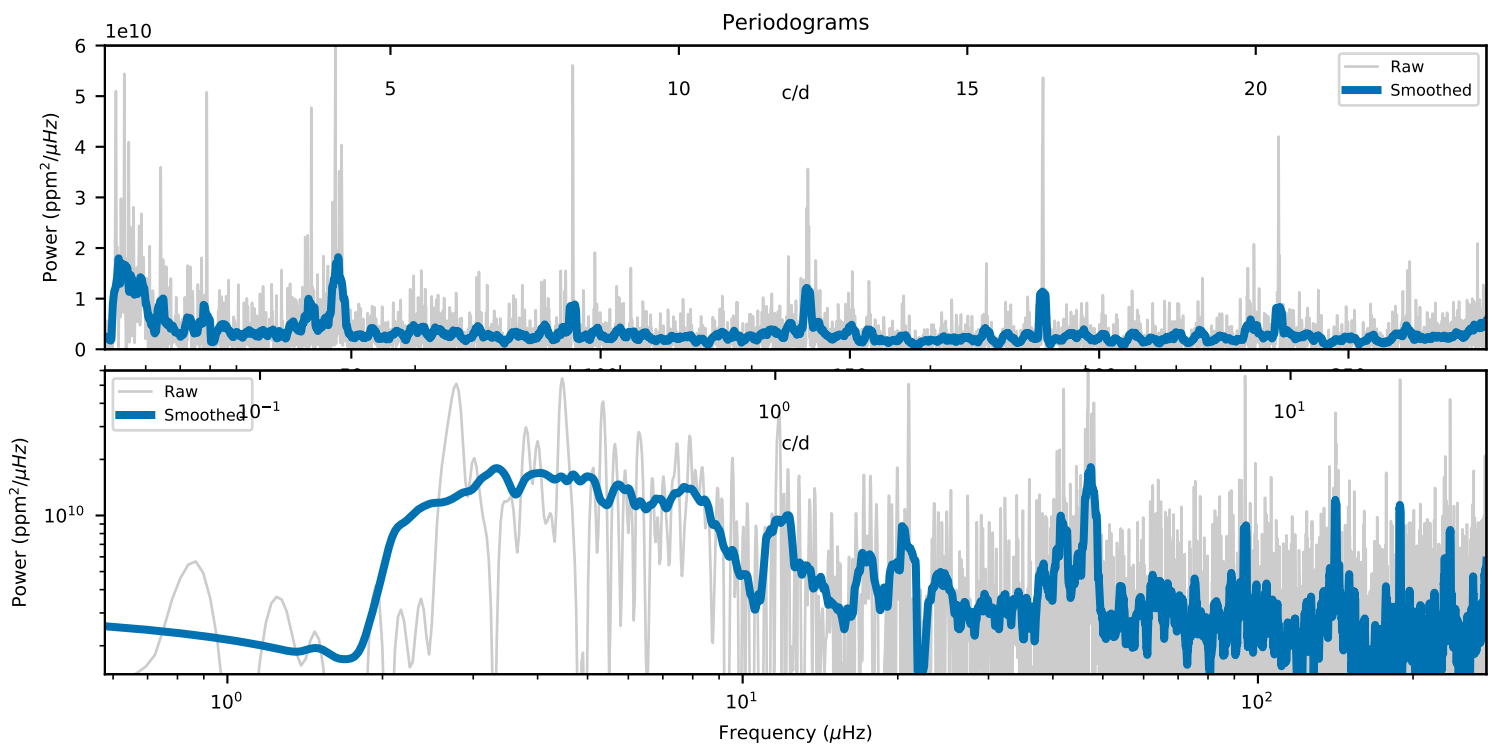 Periodograms
1e10
6
5
4
3
2
1
0
Power (ppm²/μHz)
5 10 15 20
c/d
Raw
Smoothed
Raw
Smoothed
10⁻¹ 10⁰ 10¹
c/d
10¹⁰
Power (ppm²/μHz)
10⁰ 10¹ 10²
Frequency (μHz)